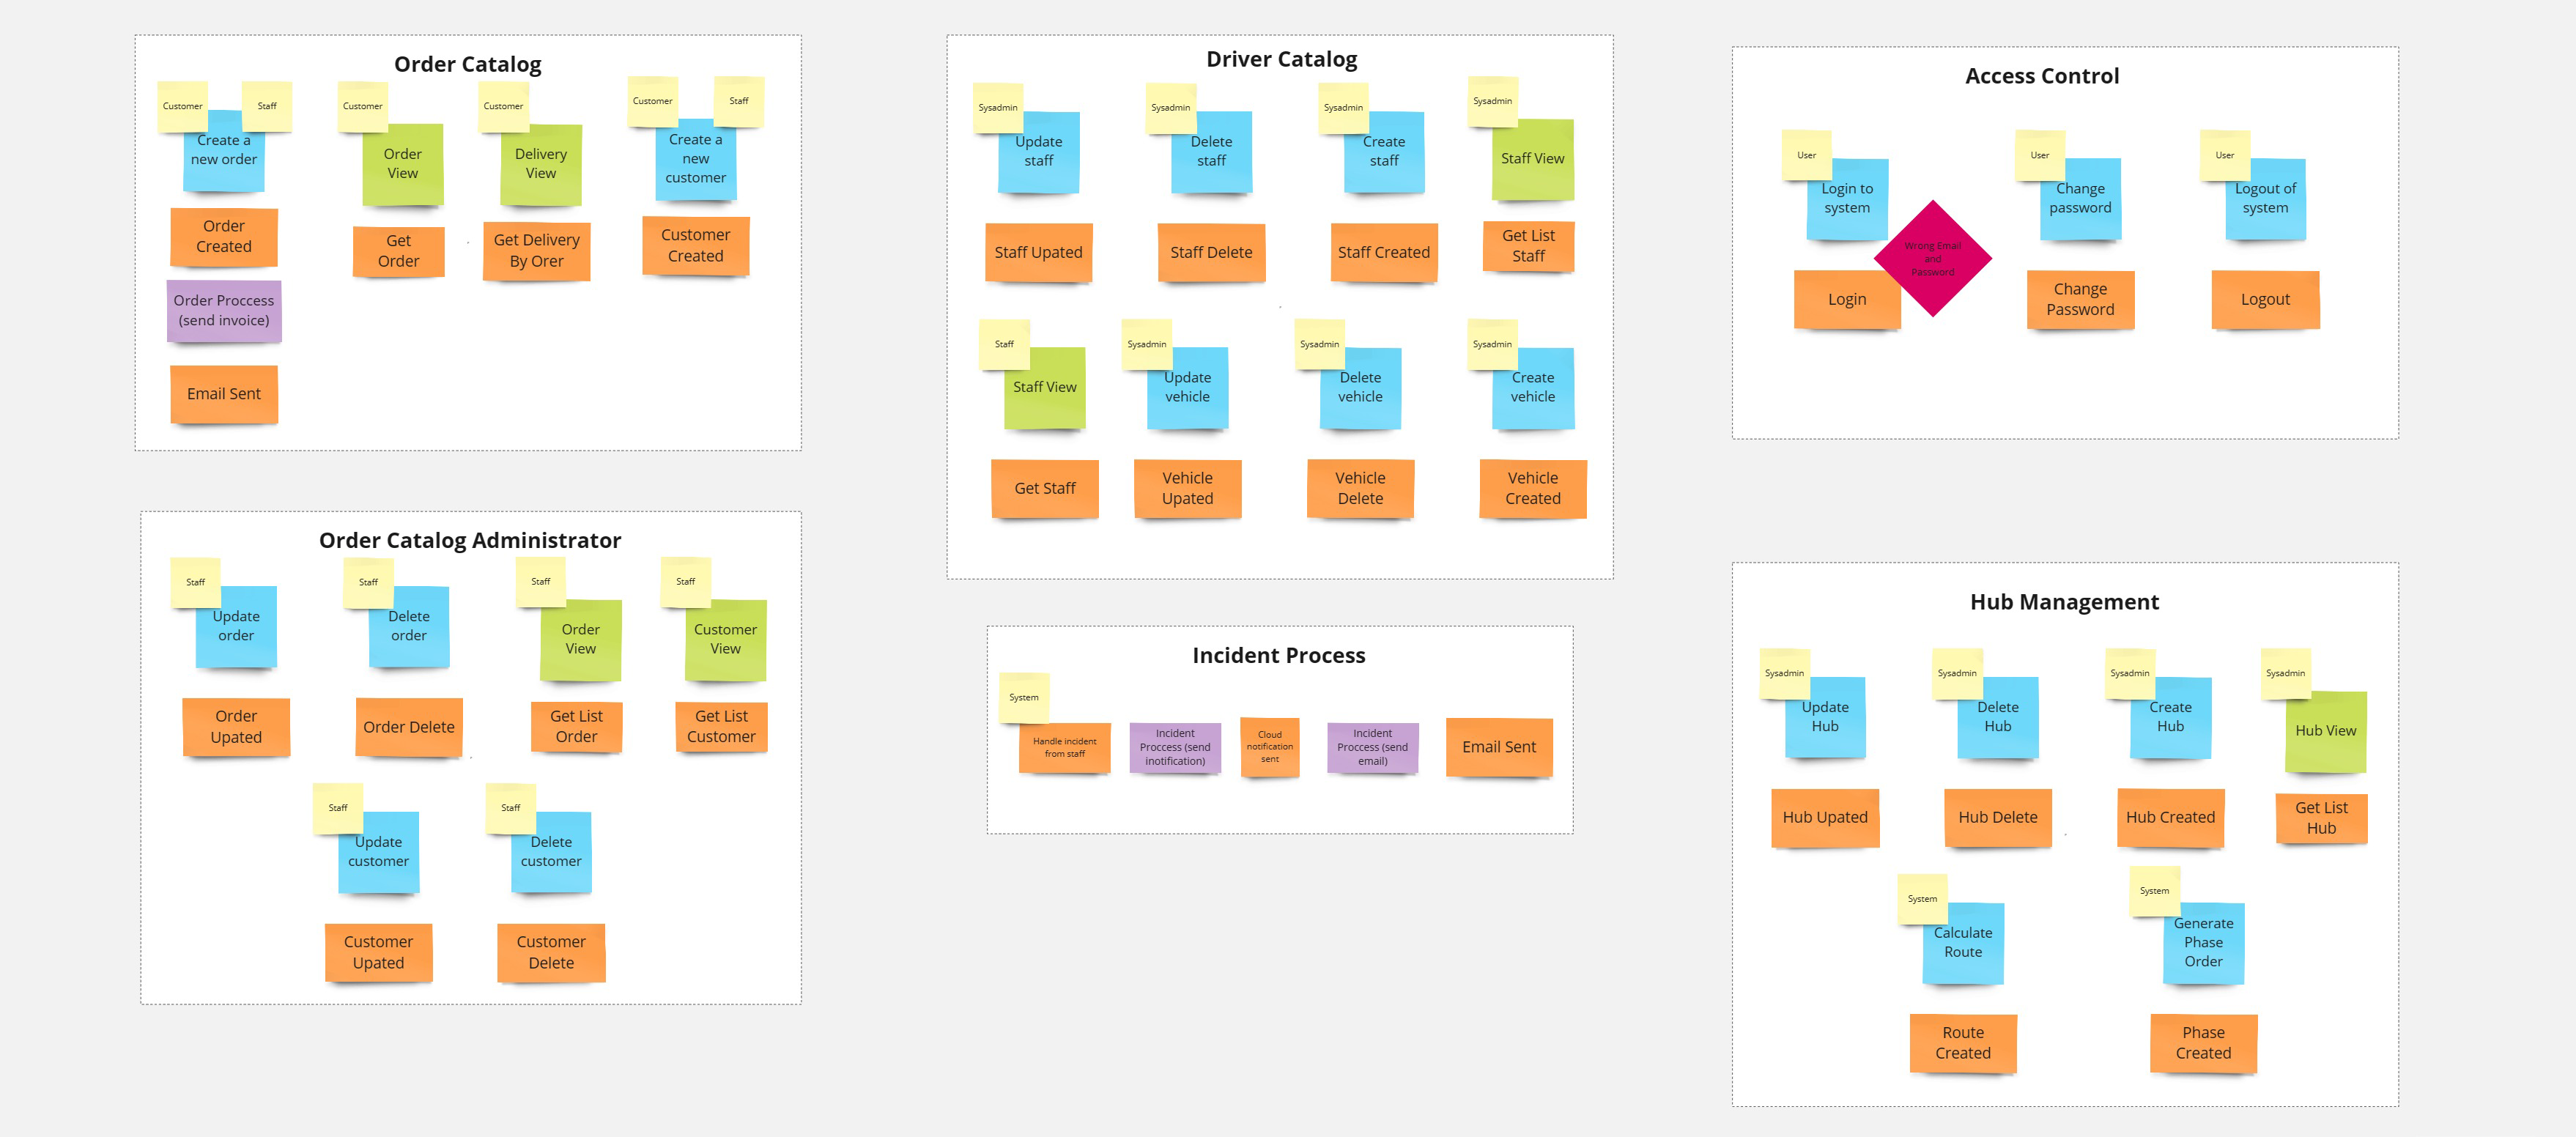 Order Catalog
Customer
Staff
Create a
new order
Order
Created
Order Proccess
(send invoice)
Email Sent
Customer
Order
View
Get
Order
Customer
Delivery
View
Get Delivery
By Orer
Customer
Staff
Create a
new
customer
Customer
Created
Order Catalog Administrator
Staff
Update
order
Order
Upated
Staff
Delete
order
Order Delete
Staff
Order
View
Get List
Order
Staff
Customer
View
Get List
Customer
Staff
Update
customer
Customer
Upated
Staff
Delete
customer
Customer
Delete
Driver Catalog
Sysadmin
Update
staff
Staff Upated
Sysadmin
Delete
staff
Staff Delete
Sysadmin
Create
staff
Staff Created
Sysadmin
Staff View
Get List
Staff
Staff
Staff View
Get Staff
Sysadmin
Update
vehicle
Vehicle
Upated
Sysadmin
Delete
vehicle
Vehicle
Delete
Sysadmin
Create
vehicle
Vehicle
Created
Incident Process
System
Handle incident
from staff
Incident
Proccess (send
inotification)
Cloud
notification
sent
Incident
Proccess (send
email)
Email Sent
Access Control
User
Login to
system
Login
Wrong Email
and
Password
User
Change
password
Change
Password
User
Logout of
system
Logout
Hub Management
Sysadmin
Update
Hub
Hub Upated
Sysadmin
Delete
Hub
Hub Delete
Sysadmin
Create
Hub
Hub Created
Sysadmin
Hub View
Get List
Hub
System
Calculate
Route
Route
Created
System
Generate
Phase
Order
Phase
Created